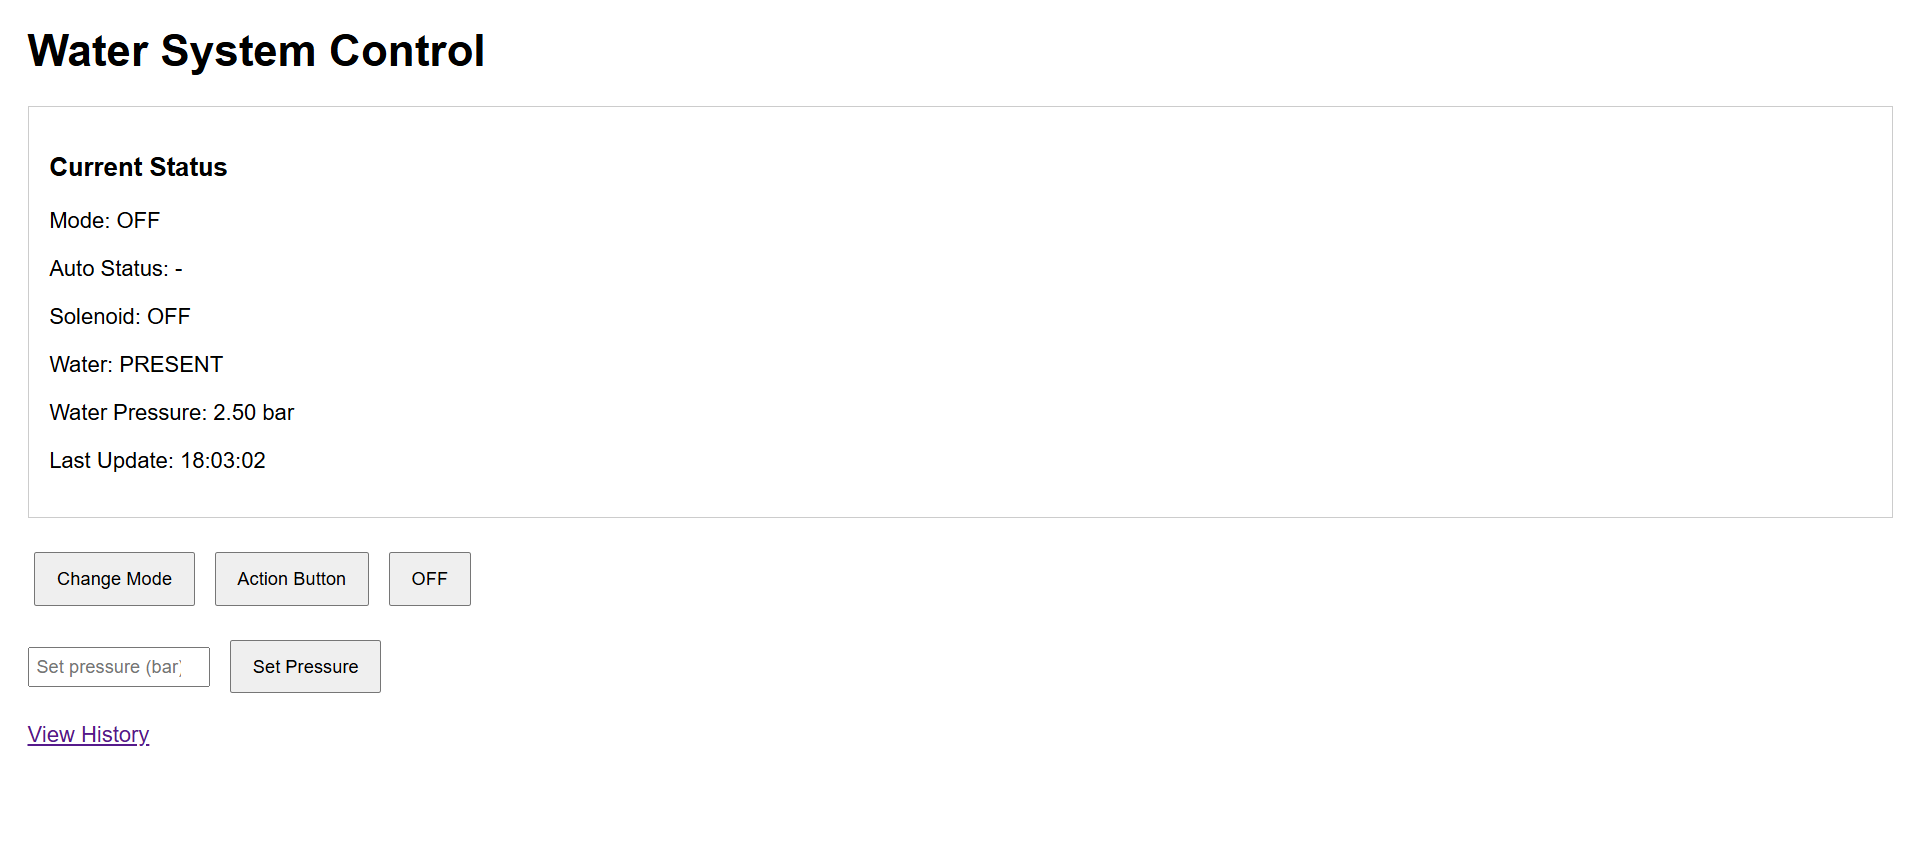 Water System Control
Current Status
Mode: OFF
Auto Status: -
Solenoid: OFF
Water: PRESENT
Water Pressure: 2.50 bar
Last Update: 18:03:02
Change Mode Action Button OFF
Set pressure (bar) Set Pressure
View History